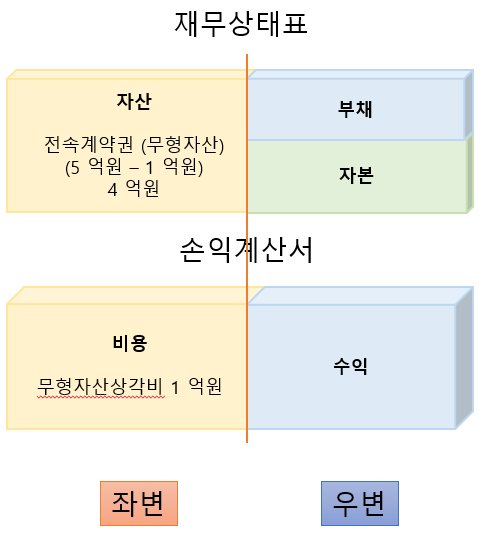 재무상태표
자산
전속계약권 (무형자산)
(5 억원 – 1 억원)
4 억원
부채
자본
손익계산서
비용
무형자산상각비 1 억원
수익
좌변
우변